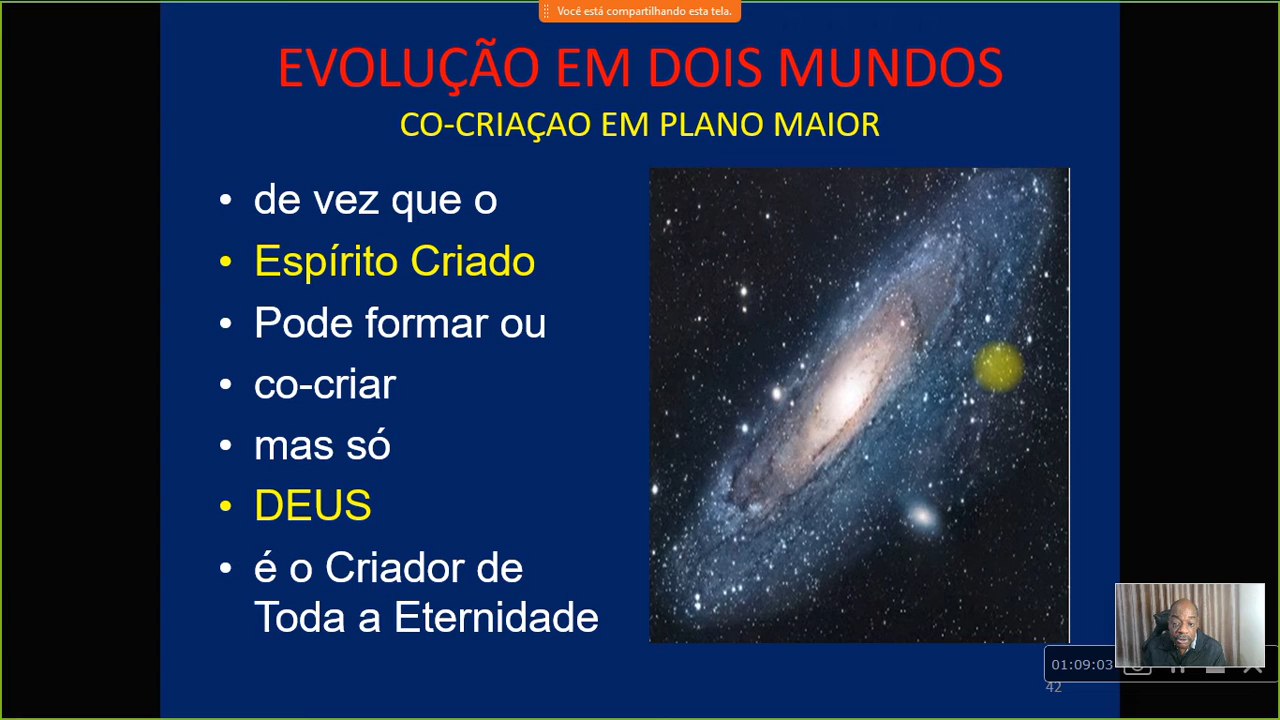 Você está compartilhando esta tela.
EVOLUÇÃO EM DOIS MUNDOS
CO-CRIAÇAO EM PLANO MAIOR
• de vez que o
• Espírito Criado
• Pode formar ou
• co-criar
• mas só
• DEUS
• é o Criador de
Toda a Eternidade
01:09:03
42